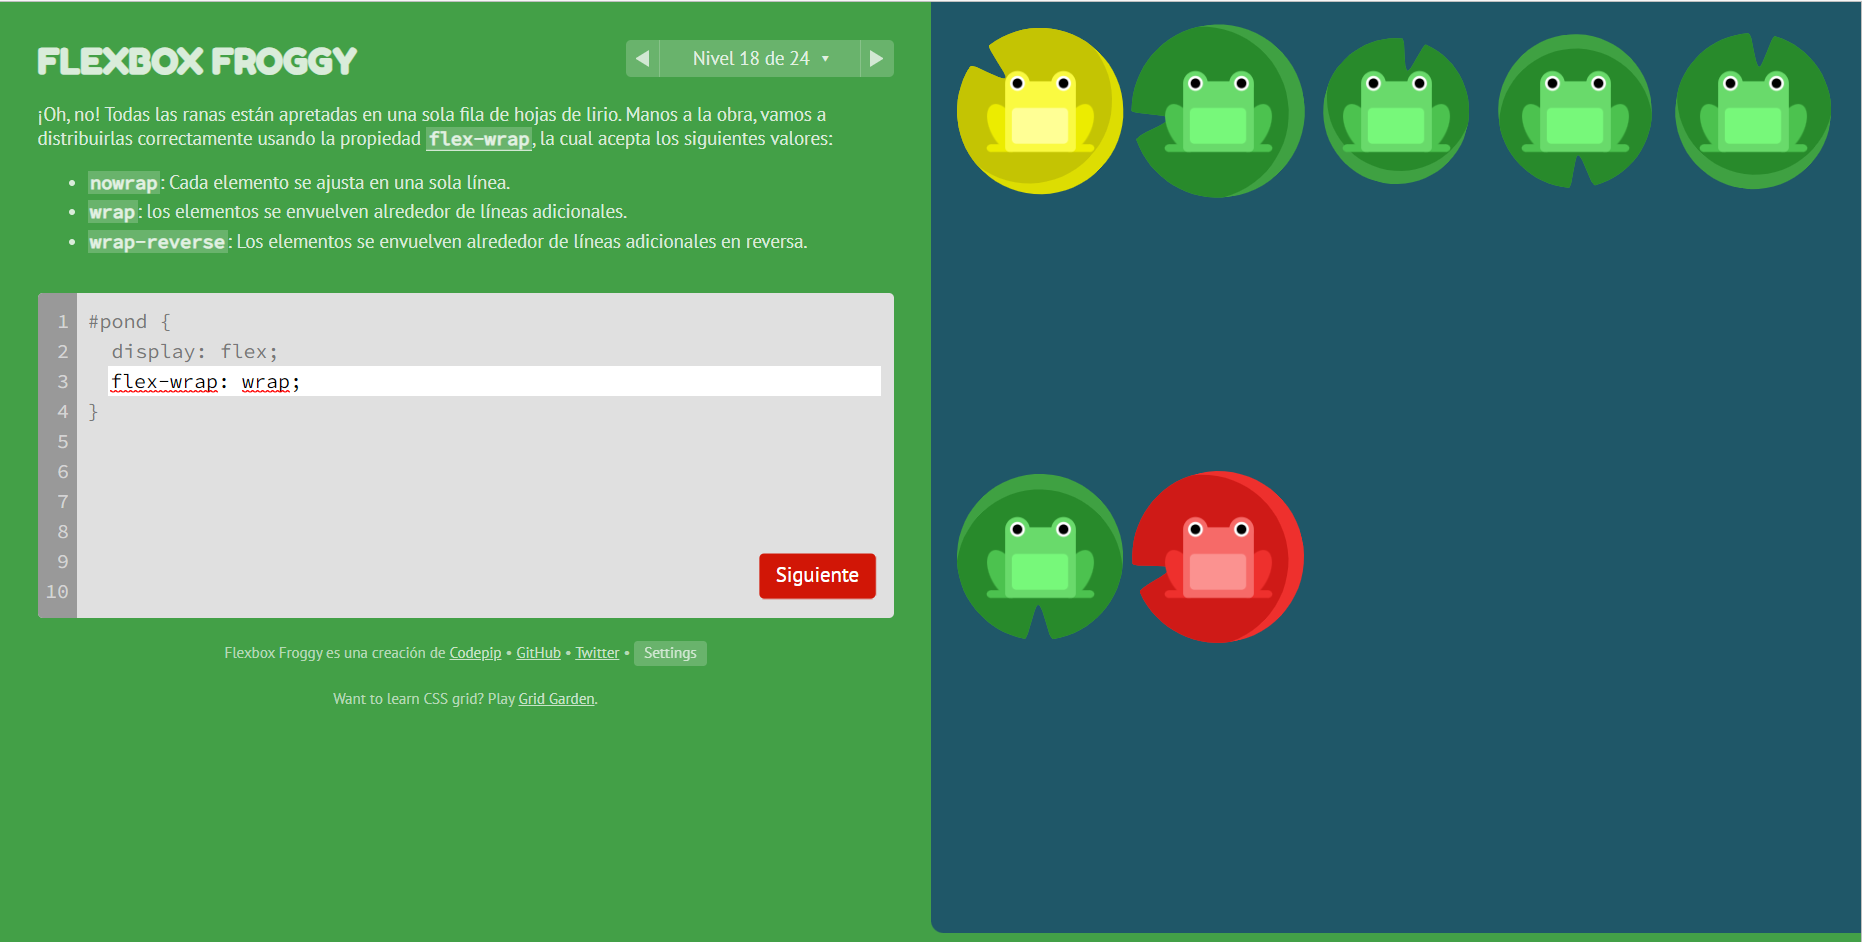 FLEXBOX FROGGY
Nivel 18 de 24
¡Oh, no! Todas las ranas están apretadas en una sola fila de hojas de lirio. Manos a la obra, vamos a
distribuirlas correctamente usando la propiedad flex-wrap, la cual acepta los siguientes valores:
• nowrap: Cada elemento se ajusta en una sola línea.
• wrap: los elementos se envuelven alrededor de líneas adicionales.
• wrap-reverse: Los elementos se envuelven alrededor de líneas adicionales en reversa.
1 #pond {
2 display: flex;
3 flex-wrap: wrap;
4 }
5
6
7
8
9
10
Siguiente
Flexbox Froggy es una creación de Codepip • GitHub • Twitter • Settings
Want to learn CSS grid? Play Grid Garden.